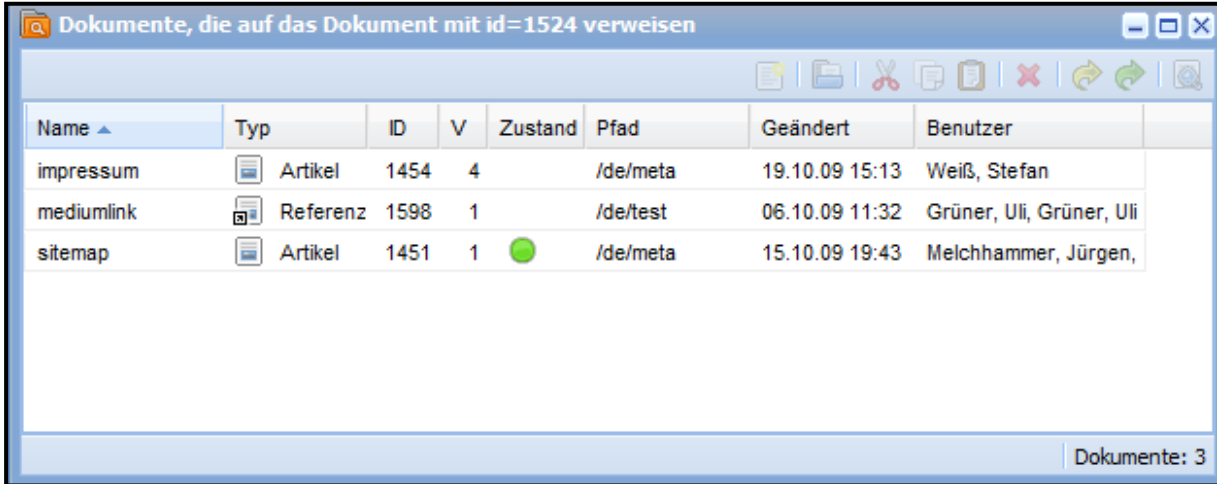 Dokumente, die auf das Dokument mit id=1524 verweisen
Name Typ ID V Zustand Pfad Geändert Benutzer
impressum Artikel 1454 4 /de/meta 19.10.09 15:13 Weiß, Stefan
mediumlink Referenz 1598 1 /de/test 06.10.09 11:32 Grüner, Uli, Grüner, Uli
sitemap Artikel 1451 1 /de/meta 15.10.09 19:43 Melchhammer, Jürgen,
Dokumente: 3